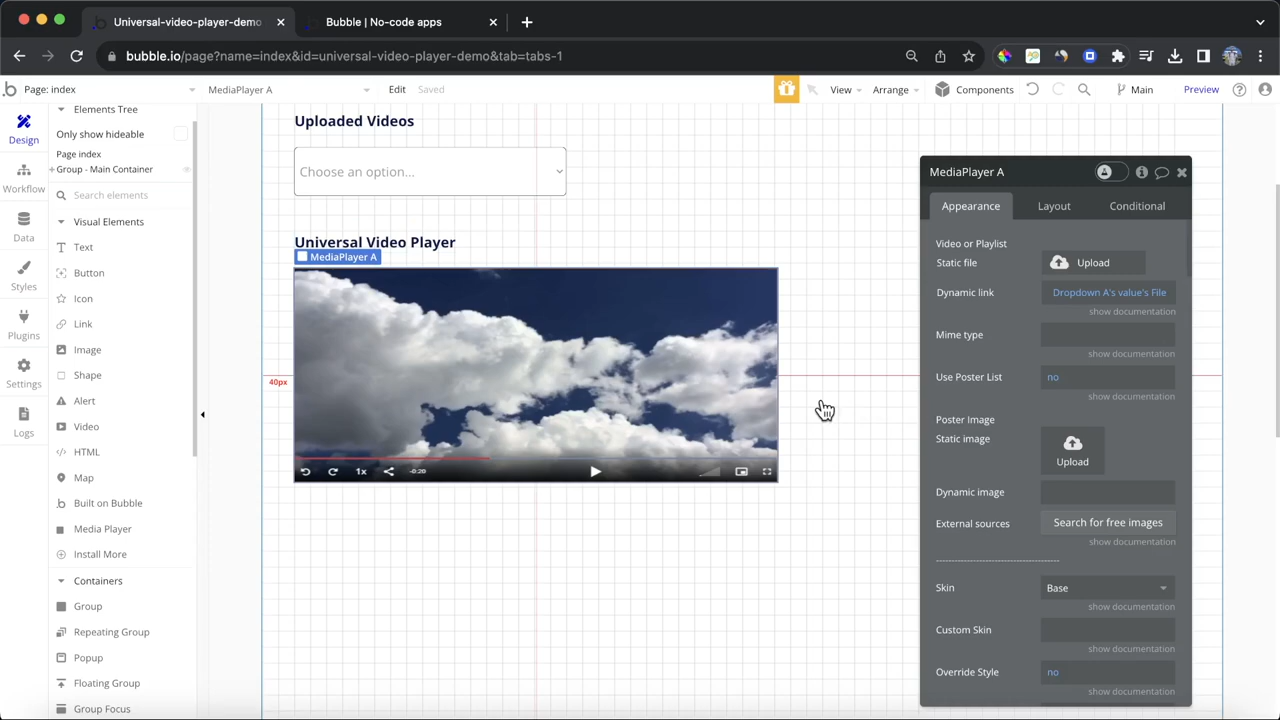 Universal-video-player-demo
Bubble | No-code apps
bubble.io/page?name=index&id=universal-video-player-demo&tab=tabs-1
Page: index
MediaPlayer A
Edit
Saved
View
Arrange
Components
Main
Preview
Design
Workflow
Data
Styles
Plugins
Settings
Logs
Elements Tree
Only show hideable
Page index
Group - Main Container
Search elements
Visual Elements
Text
Button
Icon
Link
Image
Shape
Alert
Video
HTML
Map
Built on Bubble
Media Player
Install More
Containers
Group
Repeating Group
Popup
Floating Group
Group Focus
Uploaded Videos
Choose an option...
Universal Video Player
MediaPlayer A
40px
1x
-0:20
MediaPlayer A
Appearance
Layout
Conditional
Video or Playlist
Static file
Upload
Dynamic link
Dropdown A's value's File
show documentation
Mime type
show documentation
Use Poster List
no
show documentation
Poster Image
Static image
Upload
Dynamic image
External sources
Search for free images
show documentation
----------------------------------------
Skin
Base
show documentation
Custom Skin
show documentation
Override Style
no
show documentation